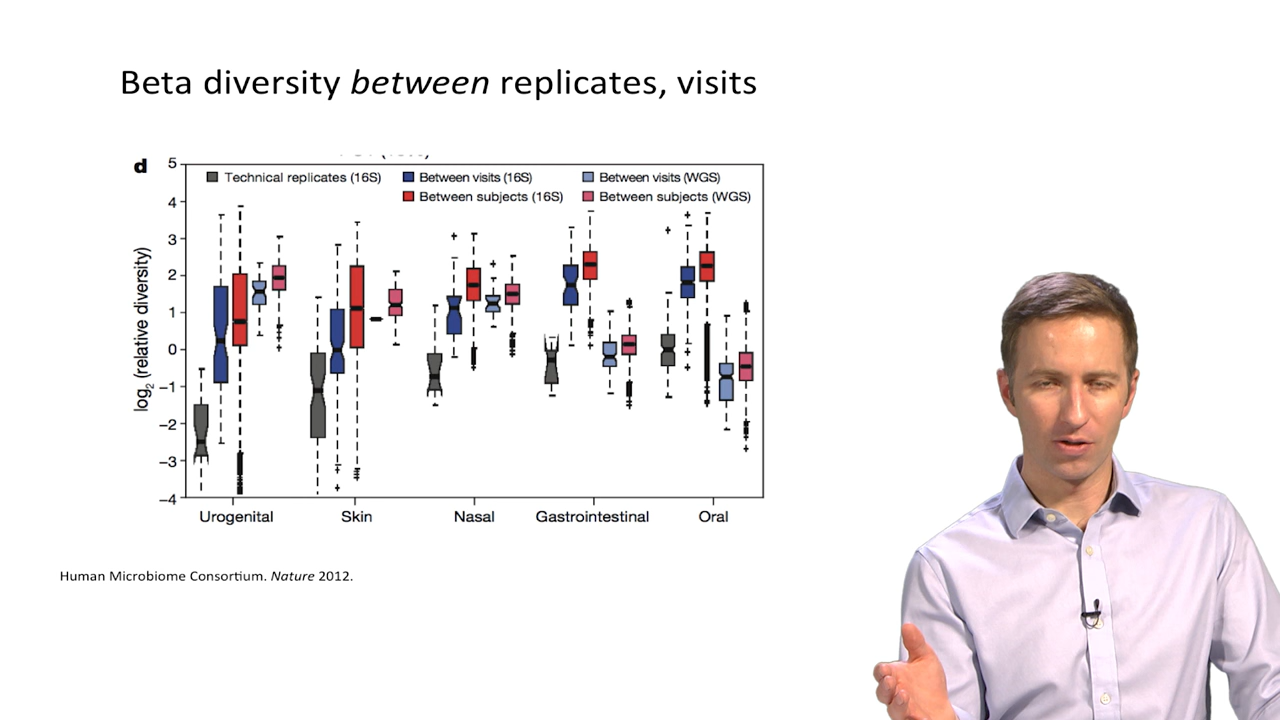 Beta diversity between replicates, visits
d
Technical replicates (16S)
Between visits (16S)
Between visits (WGS)
Between subjects (16S)
Between subjects (WGS)
log2 (relative diversity)
5
4
3
2
1
0
−1
−2
−3
−4
Urogenital
Skin
Nasal
Gastrointestinal
Oral
Human Microbiome Consortium. Nature 2012.